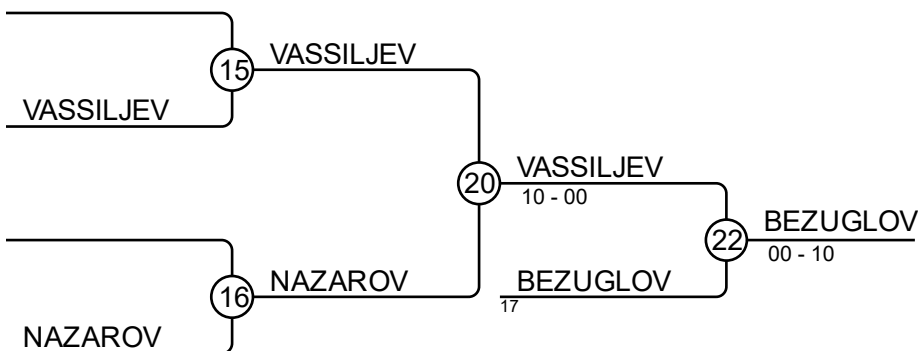 15
VASSILJEV
VASSILJEV
20
VASSILJEV
10 - 00
22
BEZUGLOV
00 - 10
16
NAZAROV
BEZUGLOV
17
NAZAROV